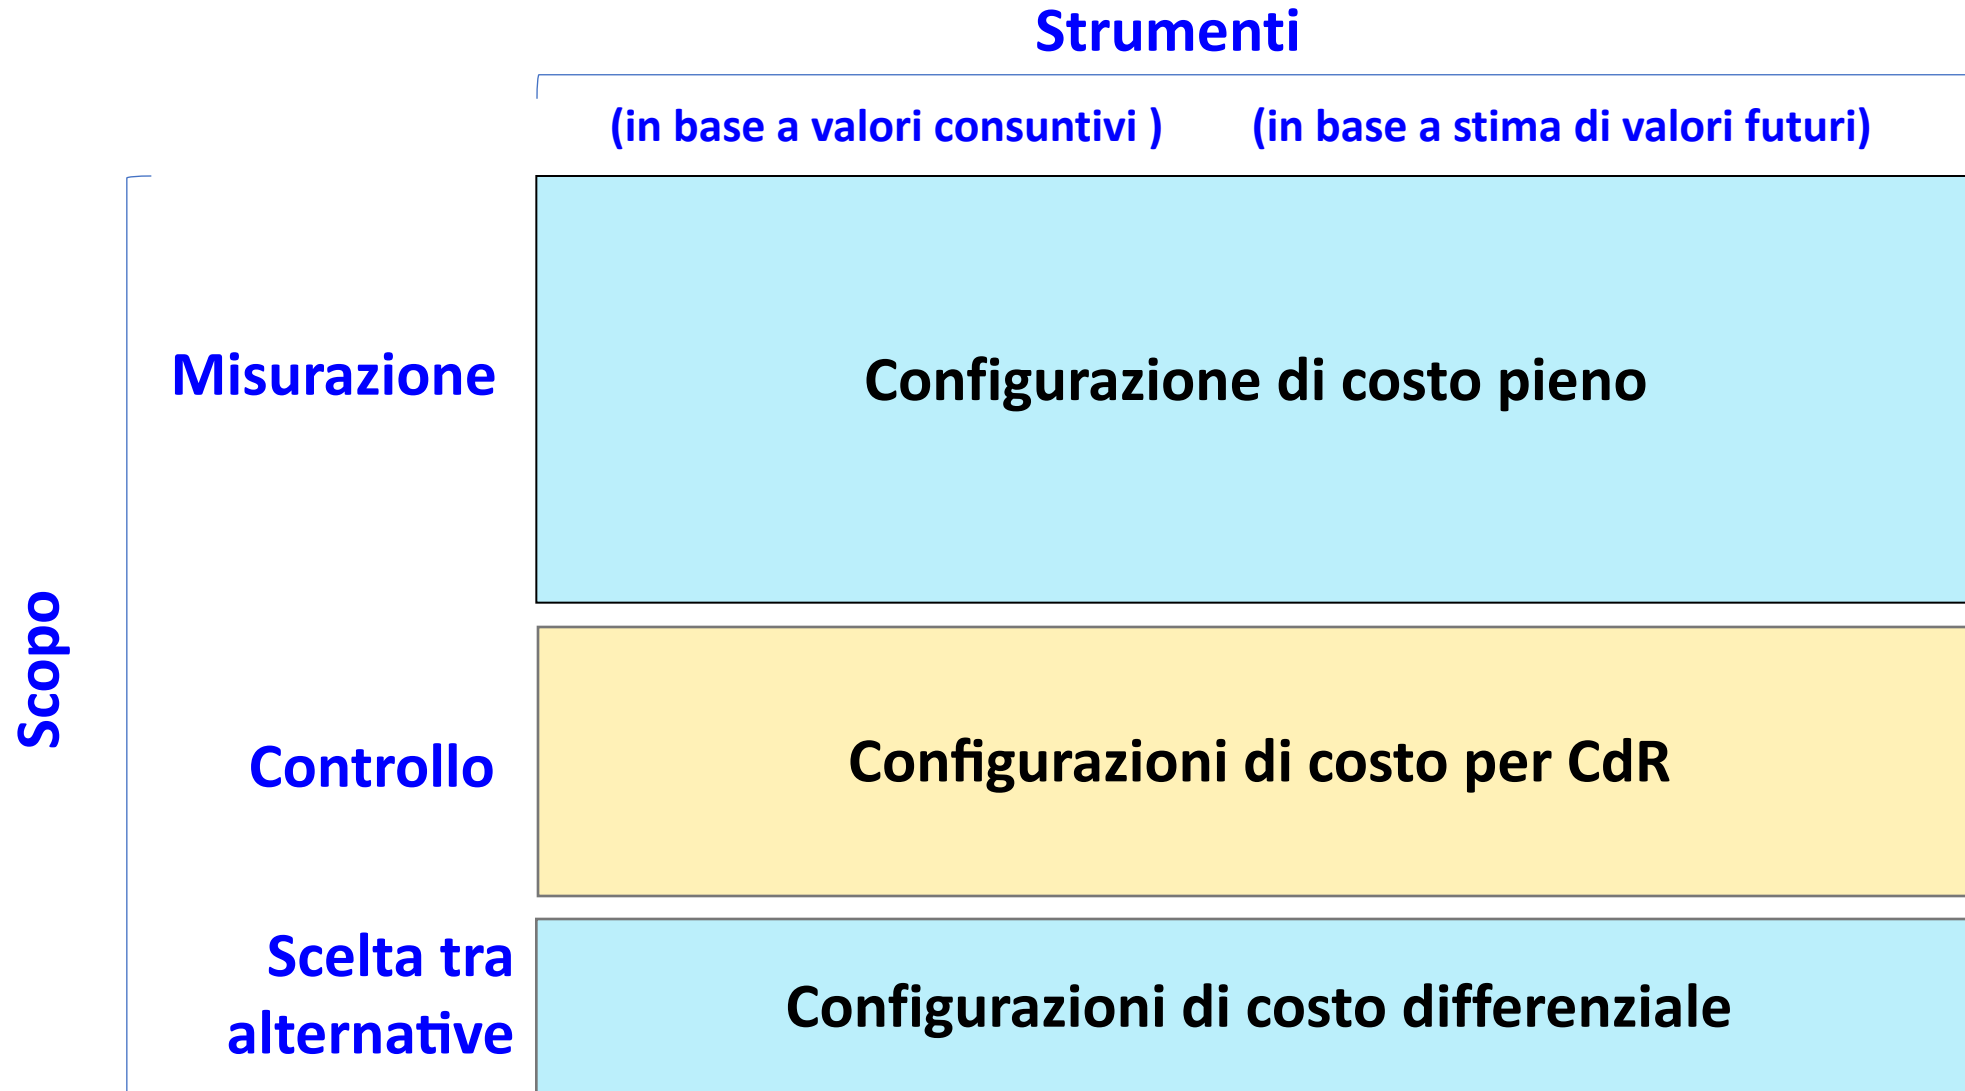 Strumenti
(in base a valori consuntivi )
(in base a stima di valori futuri)
Scopo
Misurazione
Configurazione di costo pieno
Controllo
Configurazioni di costo per CdR
Scelta tra
alternative
Configurazioni di costo differenziale